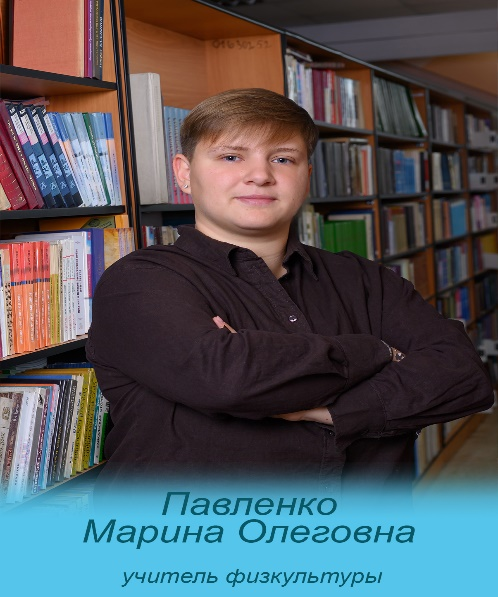 Павленко
Марина Олеговна
учитель физкультуры